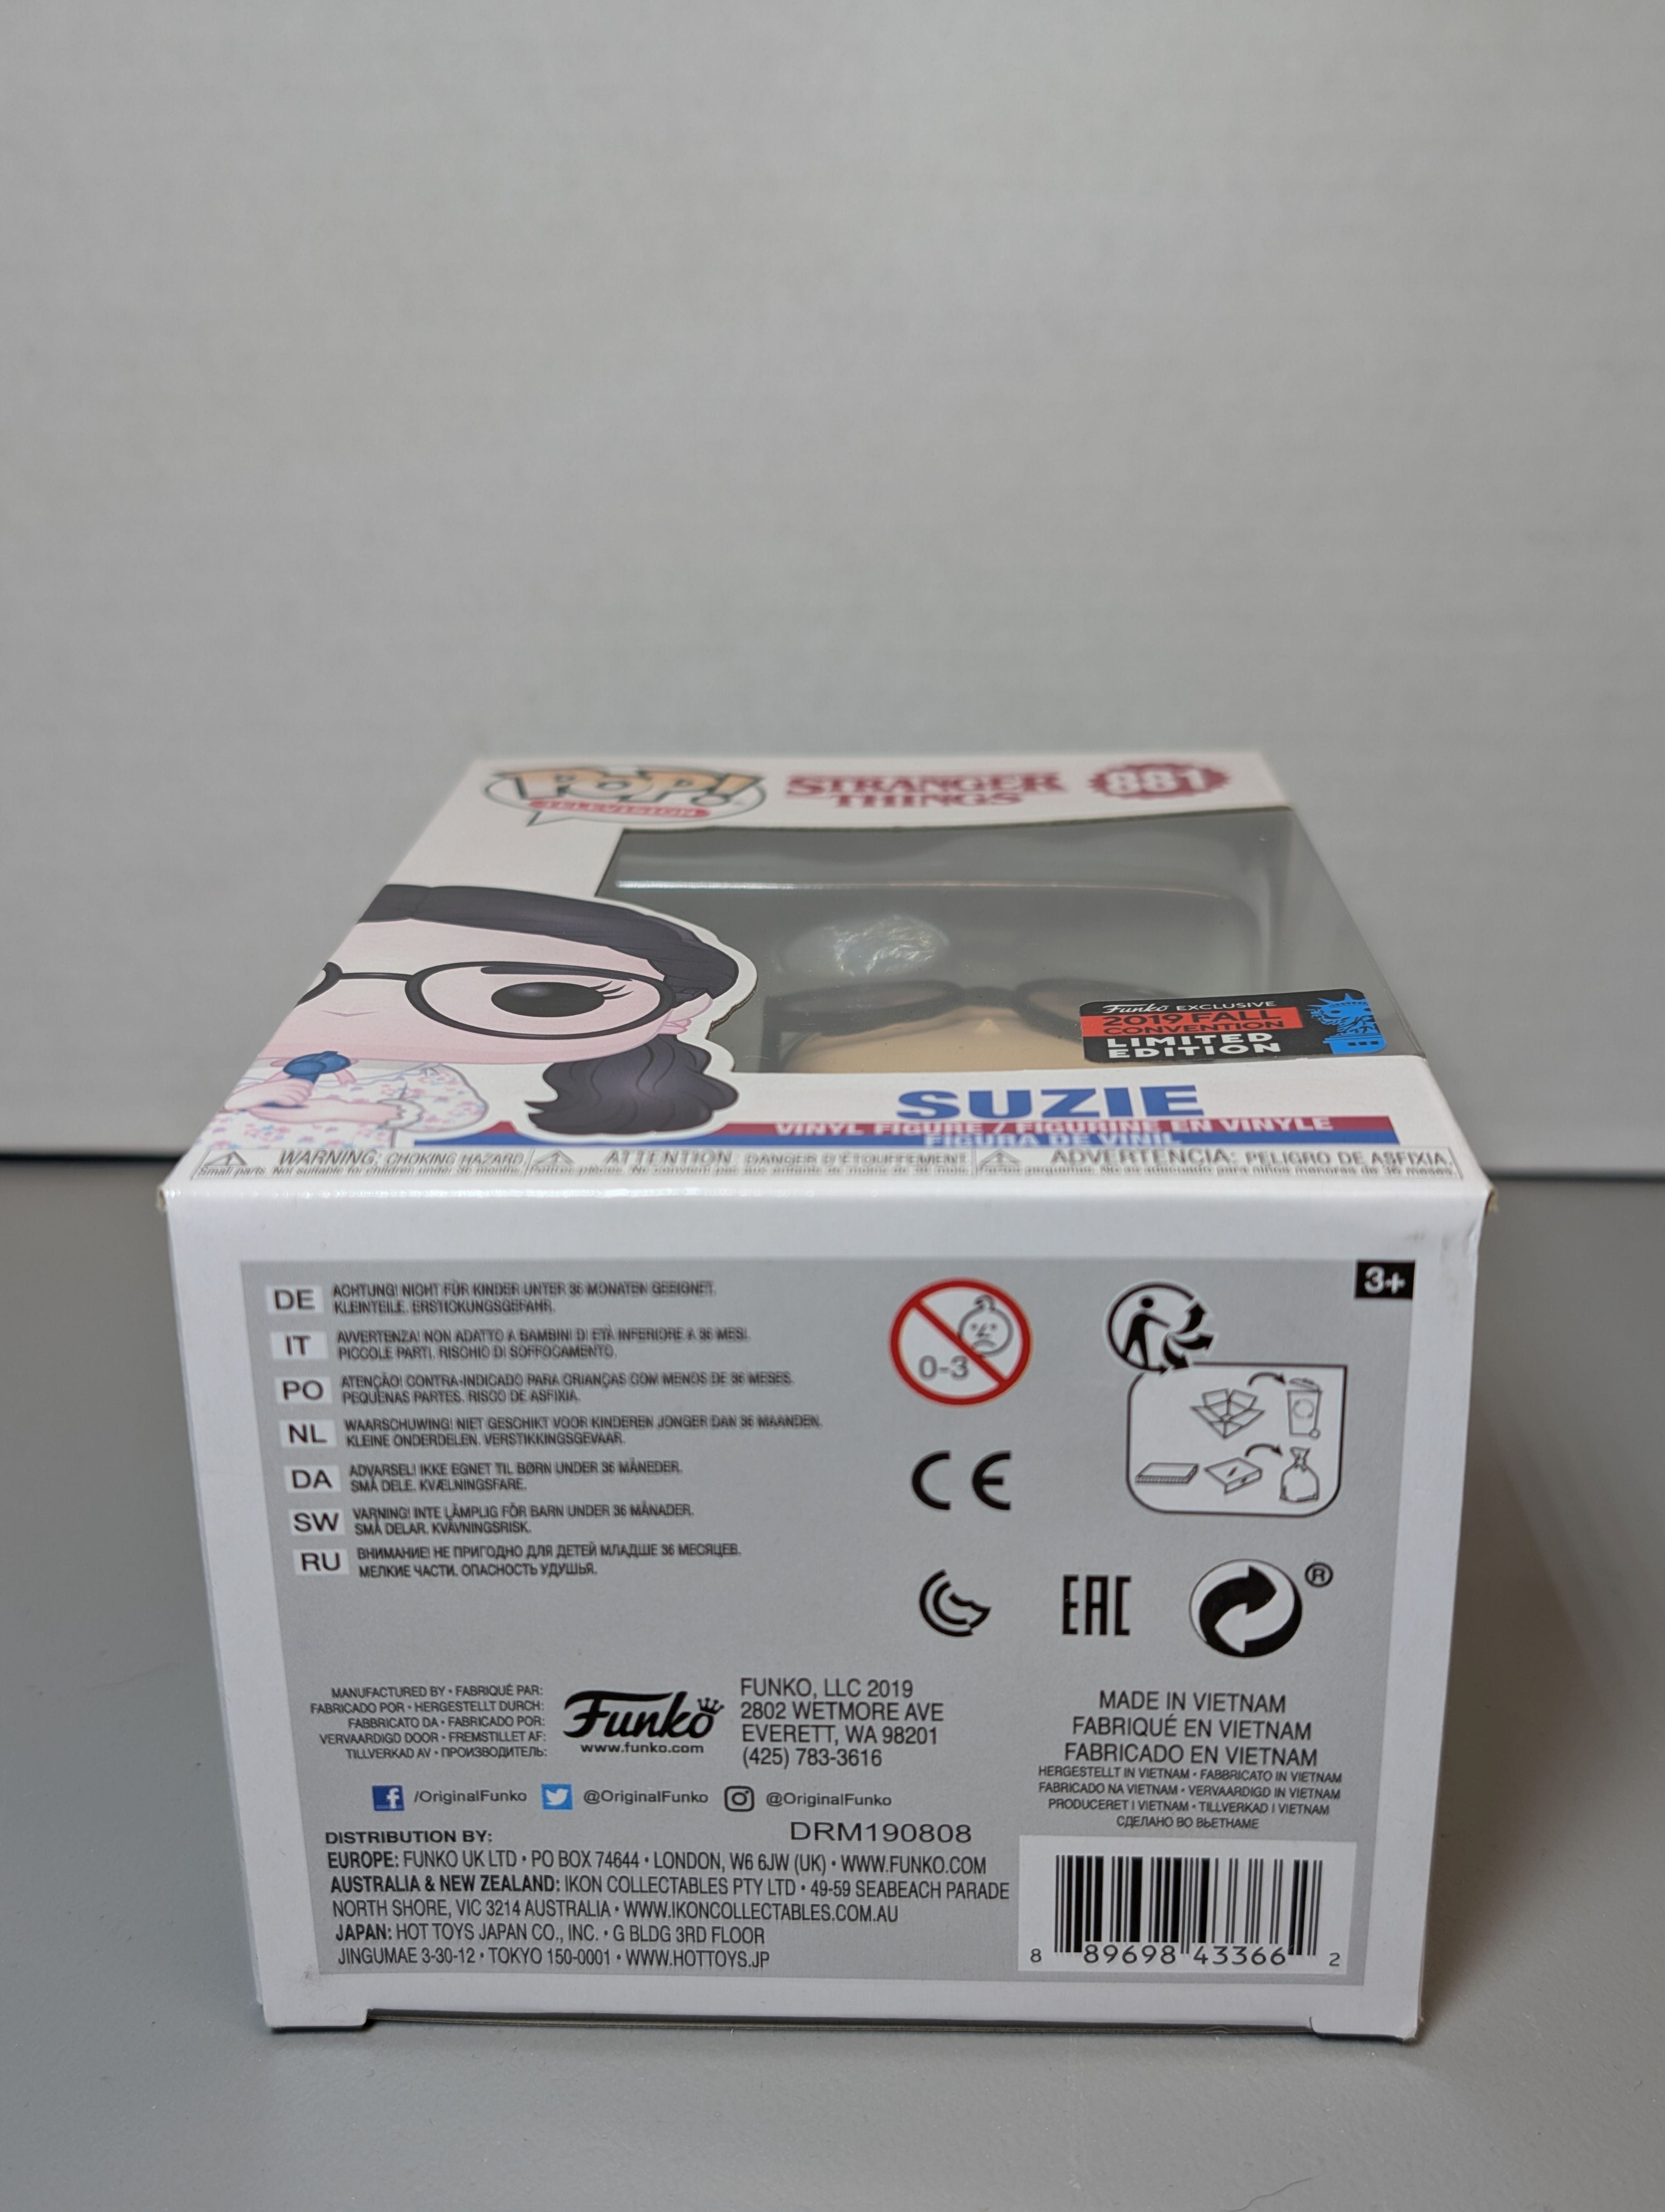 POP!
TELEVISION
STRANGER
THINGS
881
Funko EXCLUSIVE
2019 FALL
CONVENTION
LIMITED
EDITION
SUZIE
VINYL FIGURE / FIGURINE EN VINYLE
FIGURA DE VINIL
WARNING: CHOKING HAZARD.
Small parts. Not suitable for children under 36 months.
ATTENTION DANGER D'ÉTOUFFEMENT.
ADVERTENCIA: PELIGRO DE ASFIXIA.
3+
DE ACHTUNG! NICHT FÜR KINDER UNTER 36 MONATEN GEEIGNET.
KLEINTEILE. ERSTICKUNGSGEFAHR.
IT AVVERTENZA! NON ADATTO A BAMBINI DI ETÀ INFERIORE A 36 MESI.
PICCOLE PARTI. RISCHIO DI SOFFOCAMENTO.
PO ATENÇÃO! CONTRA-INDICADO PARA CRIANÇAS COM MENOS DE 36 MESES.
PEQUENAS PARTES. RISCO DE ASFIXIA.
NL WAARSCHUWING! NIET GESCHIKT VOOR KINDEREN JONGER DAN 36 MAANDEN.
KLEINE ONDERDELEN. VERSTIKKINGSGEVAAR.
DA ADVARSEL! IKKE EGNET TIL BØRN UNDER 36 MÅNEDER.
SMÅ DELE. KVÆLNINGSFARE.
SW VARNING! INTE LÄMPLIG FÖR BARN UNDER 36 MÅNADER.
SMÅ DELAR. KVÄVNINGSRISK.
RU ВНИМАНИЕ! НЕ ПРИГОДНО ДЛЯ ДЕТЕЙ МЛАДШЕ 36 МЕСЯЦЕВ.
МЕЛКИЕ ЧАСТИ. ОПАСНОСТЬ УДУШЬЯ.
0-3
CE
EAC
®
MANUFACTURED BY • FABRIQUÉ PAR:
FABRICADO POR • HERGESTELLT DURCH:
FABBRICATO DA • FABRICADO POR:
VERVAARDIGD DOOR • FREMSTILLET AF:
TILLVERKAD AV • ПРОИЗВОДИТЕЛЬ:
Funko
www.funko.com
FUNKO, LLC 2019
2802 WETMORE AVE
EVERETT, WA 98201
(425) 783-3616
/OriginalFunko @OriginalFunko @OriginalFunko
DRM190808
DISTRIBUTION BY:
EUROPE: FUNKO UK LTD • PO BOX 74644 • LONDON, W6 6JW (UK) • WWW.FUNKO.COM
AUSTRALIA & NEW ZEALAND: IKON COLLECTABLES PTY LTD • 49-59 SEABEACH PARADE
NORTH SHORE, VIC 3214 AUSTRALIA • WWW.IKONCOLLECTABLES.COM.AU
JAPAN: HOT TOYS JAPAN CO., INC. • G BLDG 3RD FLOOR
JINGUMAE 3-30-12 • TOKYO 150-0001 • WWW.HOTTOYS.JP
MADE IN VIETNAM
FABRIQUÉ EN VIETNAM
FABRICADO EN VIETNAM
HERGESTELLT IN VIETNAM • FABBRICATO IN VIETNAM
FABRICADO NA VIETNAM • VERVAARDIGD IN VIETNAM
PRODUCERET I VIETNAM • TILLVERKAD I VIETNAM
СДЕЛАНО ВО ВЬЕТНАМЕ
8 89698 43366 2